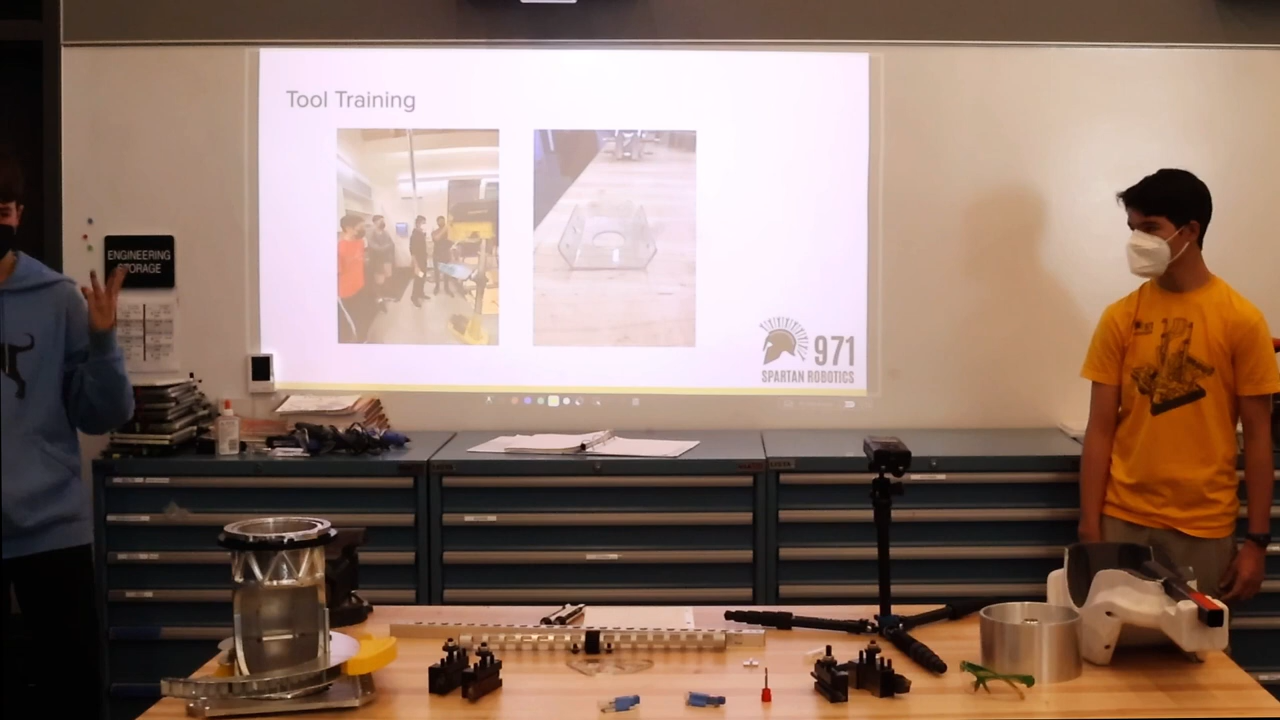 Tool Training
ENGINEERING
STORAGE
971
SPARTAN ROBOTICS